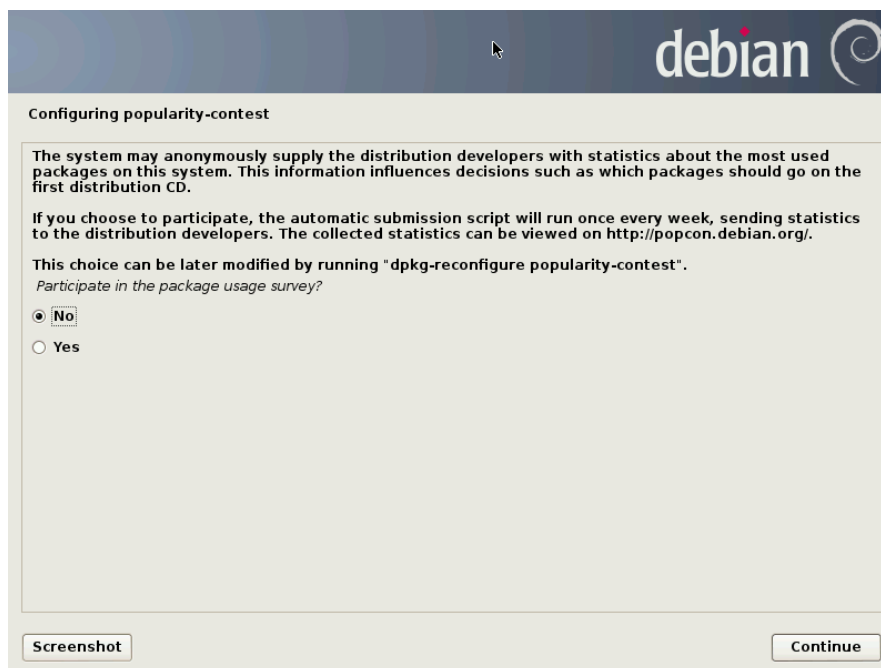 debian
Configuring popularity-contest
The system may anonymously supply the distribution developers with statistics about the most used
packages on this system. This information influences decisions such as which packages should go on the
first distribution CD.
If you choose to participate, the automatic submission script will run once every week, sending statistics
to the distribution developers. The collected statistics can be viewed on http://popcon.debian.org/.
This choice can be later modified by running "dpkg-reconfigure popularity-contest".
Participate in the package usage survey?
No
Yes
Screenshot
Continue